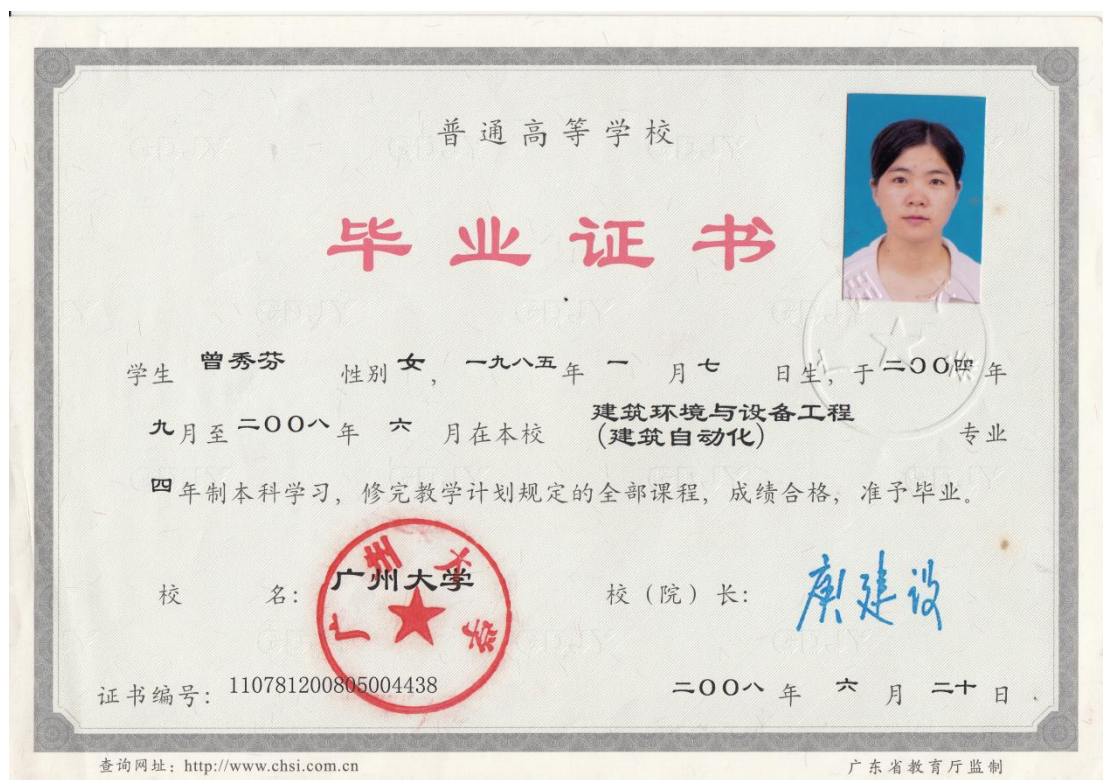 普通高等学校
毕业证书
学生 曾秀芬 性别 女, 一九八五年 一 月 七 日生, 于 二〇〇四 年
九月至 二〇〇八 年 六 月在本校 建筑环境与设备工程 (建筑自动化) 专业
四年制本科学习, 修完教学计划规定的全部课程, 成绩合格, 准予毕业。
校 名: 广州大学 校(院)长: 庾建设
广州大学
证书编号: 110781200805004438 二〇〇八 年 六 月 二十 日
查询网址: http://www.chsi.com.cn 广东省教育厅监制